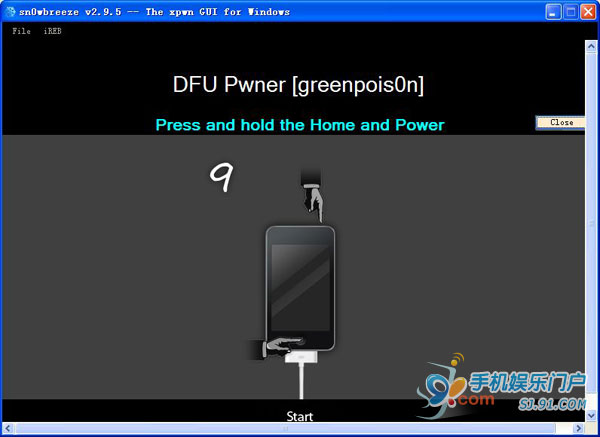 sn0wbreeze v2.9.5 -- The xpwn GUI for Windows
File iREB
DFU Pwner [greenpois0n]
Press and hold the Home and Power
Close
9
手机娱乐门户
.com SJ.91.COM
Start